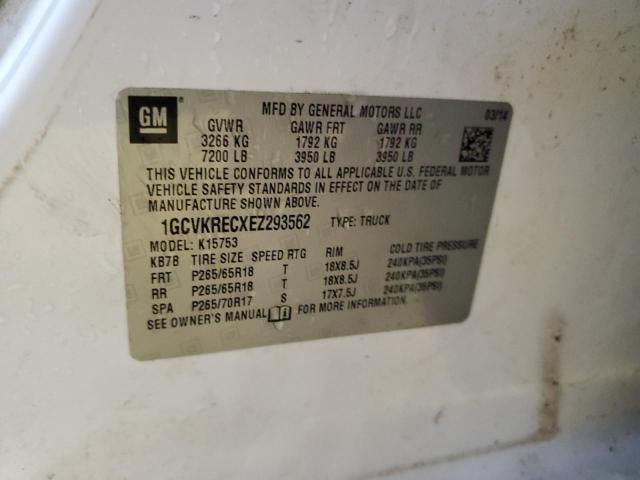 GM
MFD BY GENERAL MOTORS LLC 03/14
GVWR GAWR FRT GAWR RR
3266 KG 1792 KG 1792 KG
7200 LB 3950 LB 3950 LB
THIS VEHICLE CONFORMS TO ALL APPLICABLE U.S. FEDERAL MOTOR
VEHICLE SAFETY STANDARDS IN EFFECT ON THE DATE OF
MANUFACTURE SHOWN ABOVE.
1GCVKRECXEZ293562 TYPE: TRUCK
MODEL: K15753
KB7B TIRE SIZE SPEED RTG RIM COLD TIRE PRESSURE
FRT P265/65R18 T 18X8.5J 240KPA(35PSI)
RR P265/65R18 T 18X8.5J 240KPA(35PSI)
SPA P265/70R17 S 17X7.5J 240KPA(35PSI)
SEE OWNER'S MANUAL FOR MORE INFORMATION.